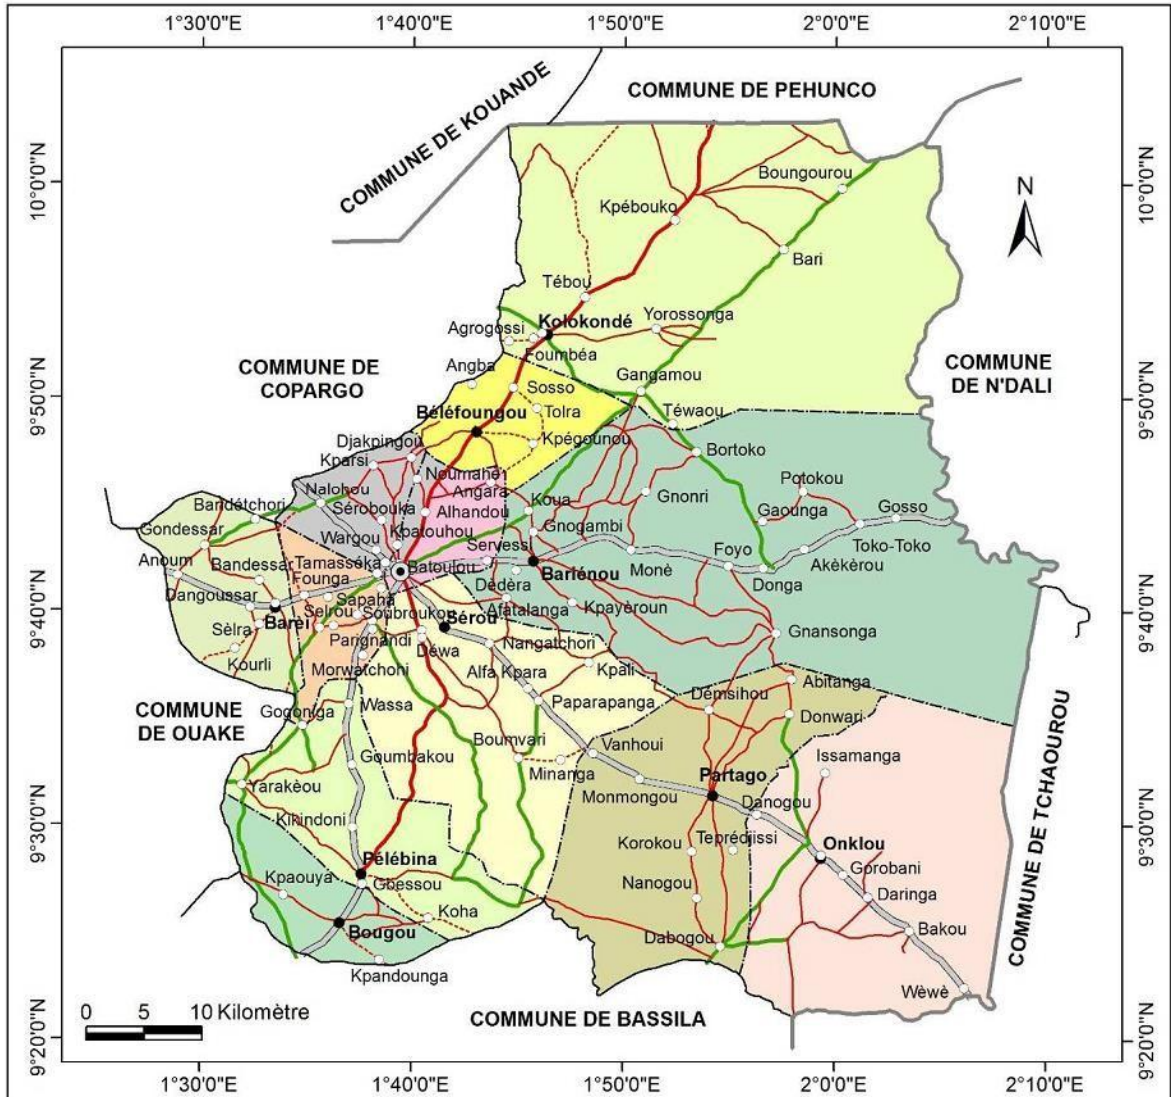 1°30'0"E
1°40'0"E
1°50'0"E
2°0'0"E
2°10'0"E
COMMUNE DE KOUANDE
COMMUNE DE PEHUNCO
10°0'0"N
10°0'0"N
Boungourou
N
Kpébouko
Bari
Tébou
Kolokondé
Yorossonga
Agrogossi
Foumbéa
COMMUNE DE
COPARGO
Angba
COMMUNE
DE N'DALI
Gangamou
9°50'0"N
9°50'0"N
Sosso
Béléfoungou
Tolra
Téwaou
Djakpingou
Kpégounou
Kparsi
Bortoko
Noumane
Nalohou
Angara
Potokou
Bandétchori
Koua
Gnonri
Sérobouka
Alhandou
Gaounga
Gosso
Gondessar
Kpatouhou
Gnogambi
Wargou
Servessi
Foyo
Toko-Toko
Anoum
Bandessar
Tamasséka
Batoulou
Bariénou
Monè
Akèkèrou
Founga
Dèdèra
Donga
Dangoussar
Sapaha
Selrou
Soubroukou
Afatalanga
Kpayèroun
9°40'0"N
9°40'0"N
Barei
Sérou
Sèlra
Parignandi
Déwa
Nangatchori
Gnansonga
Kourli
Morwatchohi
Alfa Kpara
Kpali
Démsihou
Abitanga
COMMUNE
DE OUAKE
Gogoniga
Wassa
Paparapanga
Donwari
Boumvari
Vanhoui
Issamanga
Goumbakou
Minanga
Partago
Yarakèou
Monmongou
Danogou
COMMUNE DE TCHAOUROU
9°30'0"N
9°30'0"N
Kihindoni
Korokou
Teprédjissi
Onklou
Pélébina
Gorobani
Kpaouya
Gbessou
Nanogou
Daringa
Koha
Bougou
Dabogou
Bakou
Kpandounga
Wèwè
0 5 10 Kilomètre
COMMUNE DE BASSILA
9°20'0"N
9°20'0"N
1°30'0"E
1°40'0"E
1°50'0"E
2°0'0"E
2°10'0"E